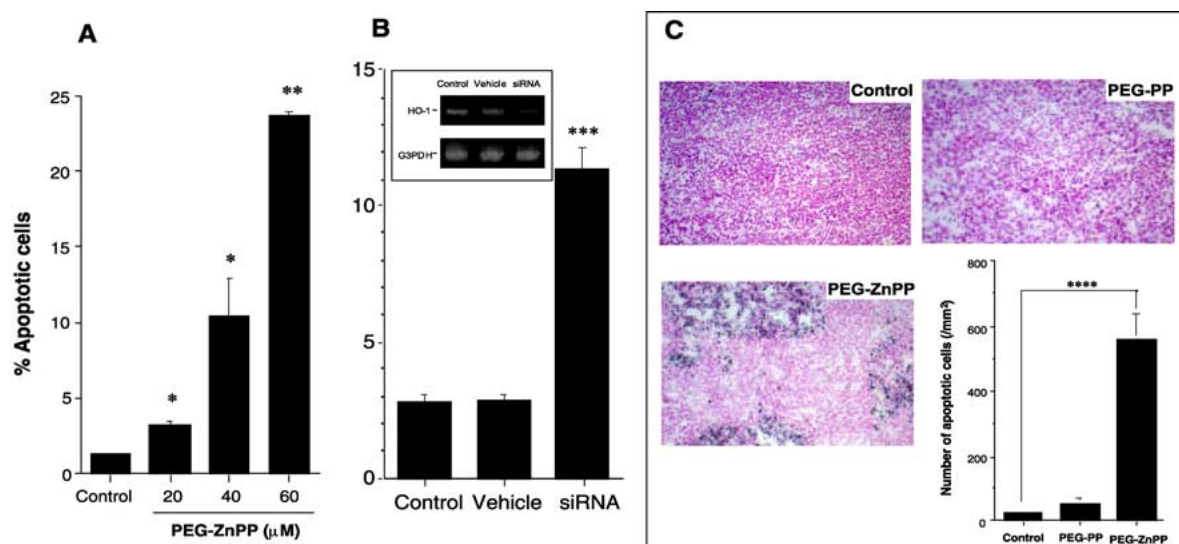 A
25
20
15
10
5
0
% Apoptotic cells
*
*
**
Control
20
40
60
PEG-ZnPP (μM)
B
15
10
5
0
Control Vehicle siRNA
HO-1
G3PDH
***
Control
Vehicle
siRNA
C
Control
PEG-PP
PEG-ZnPP
800
600
400
200
0
Number of apoptotic cells (/mm²)
****
Control
PEG-PP
PEG-ZnPP